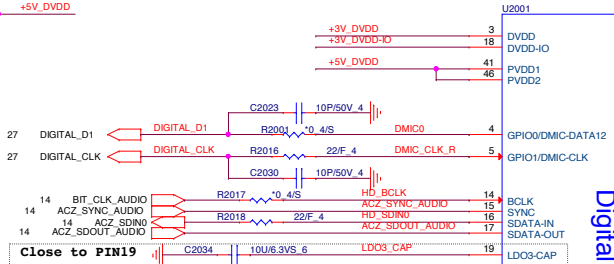 +5V_DVDD
U2001
+3V_DVDD 3 DVDD
+3V_DVDD-IO 18 DVDD-IO
+5V_DVDD 41 PVDD1
46 PVDD2
C2023 10P/50V_4
27 DIGITAL_D1 DIGITAL_D1 R2001 *0_4/S DMIC0 4 GPIO0/DMIC-DATA12
27 DIGITAL_CLK DIGITAL_CLK R2016 22/F_4 DMIC_CLK_R 5 GPIO1/DMIC-CLK
C2030 10P/50V_4
14 BIT_CLK_AUDIO R2017 *0_4/S HD_BCLK 14 BCLK
14 ACZ_SYNC_AUDIO ACZ_SYNC_AUDIO 15 SYNC
14 ACZ_SDIN0 R2018 22/F_4 HD_SDIN0 16 SDATA-IN
14 ACZ_SDOUT_AUDIO ACZ_SDOUT_AUDIO 17 SDATA-OUT
Close to PIN19 C2034 10U/6.3VS_6 LDO3_CAP 19 LDO3-CAP
Digital